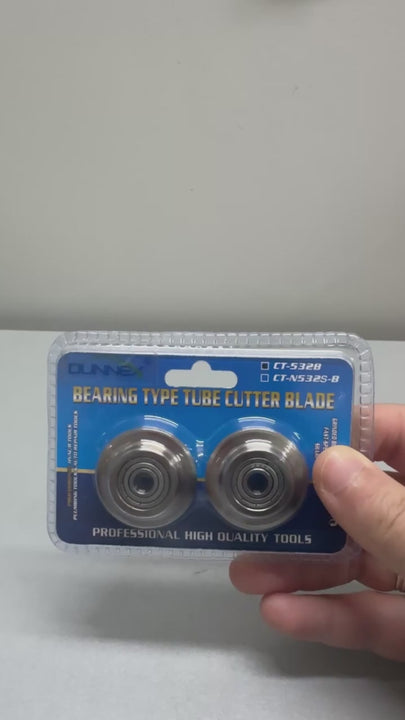 DUNNEX
CT-532B
CT-N532S-B
BEARING TYPE TUBE CUTTER BLADE
PROFESSIONAL HIGH QUALITY TOOLS